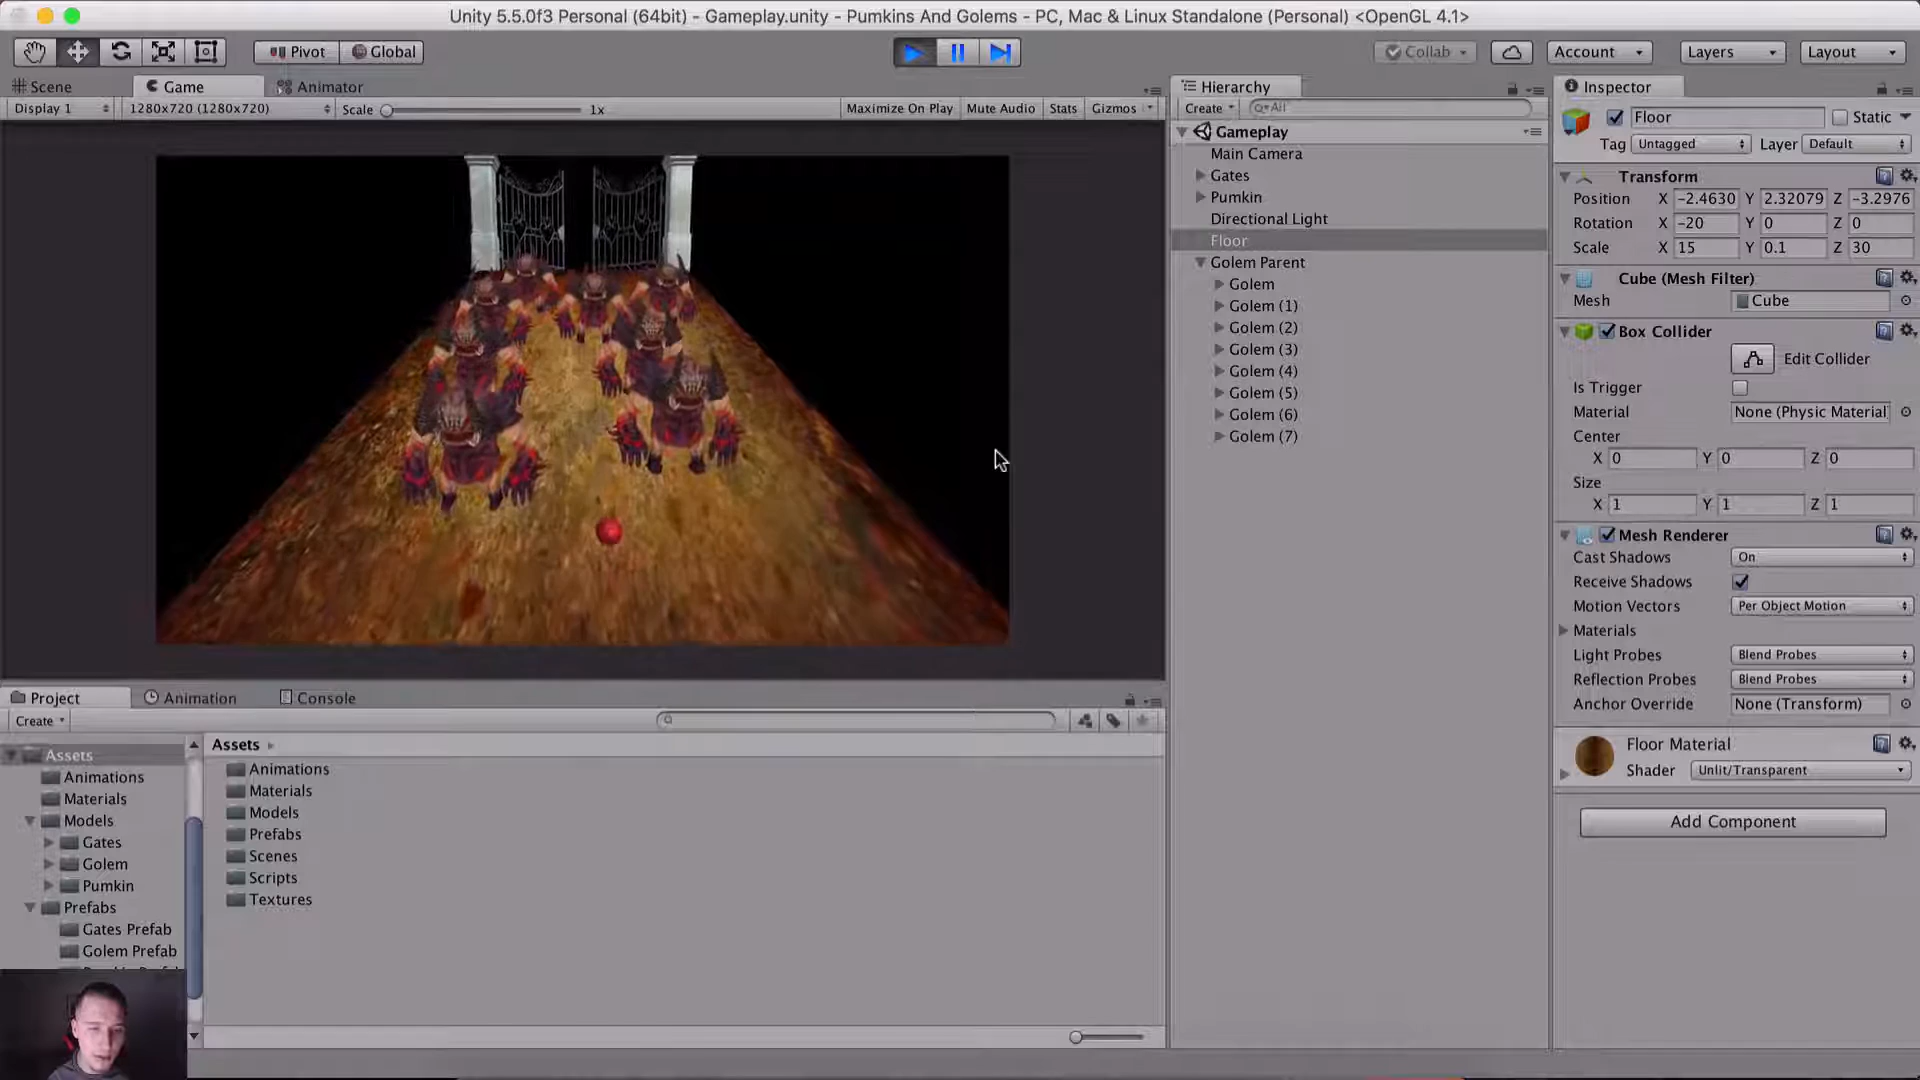 Unity 5.5.0f3 Personal (64bit) - Gameplay.unity - Pumkins And Golems - PC, Mac & Linux Standalone (Personal) <OpenGL 4.1>
Pivot Global Collab Account Layers Layout
Scene Game Animator
Display 1 1280x720 (1280x720) Scale 1x Maximize On Play Mute Audio Stats Gizmos
Hierarchy
Create All
Gameplay
Main Camera
Gates
Pumkin
Directional Light
Floor
Golem Parent
Golem
Golem (1)
Golem (2)
Golem (3)
Golem (4)
Golem (5)
Golem (6)
Golem (7)
Inspector
Floor Static
Tag Untagged Layer Default
Transform
Position X -2.4630 Y 2.32079 Z -3.2976
Rotation X -20 Y 0 Z 0
Scale X 15 Y 0.1 Z 30
Cube (Mesh Filter)
Mesh Cube
Box Collider
Edit Collider
Is Trigger
Material None (Physic Material
Center
X 0 Y 0 Z 0
Size
X 1 Y 1 Z 1
Mesh Renderer
Cast Shadows On
Receive Shadows
Motion Vectors Per Object Motion
Materials
Light Probes Blend Probes
Reflection Probes Blend Probes
Anchor Override None (Transform)
Floor Material
Shader Unlit/Transparent
Add Component
Project Animation Console
Create
Assets
Animations
Materials
Models
Gates
Golem
Pumkin
Prefabs
Gates Prefab
Golem Prefab
Assets
Animations
Materials
Models
Prefabs
Scenes
Scripts
Textures